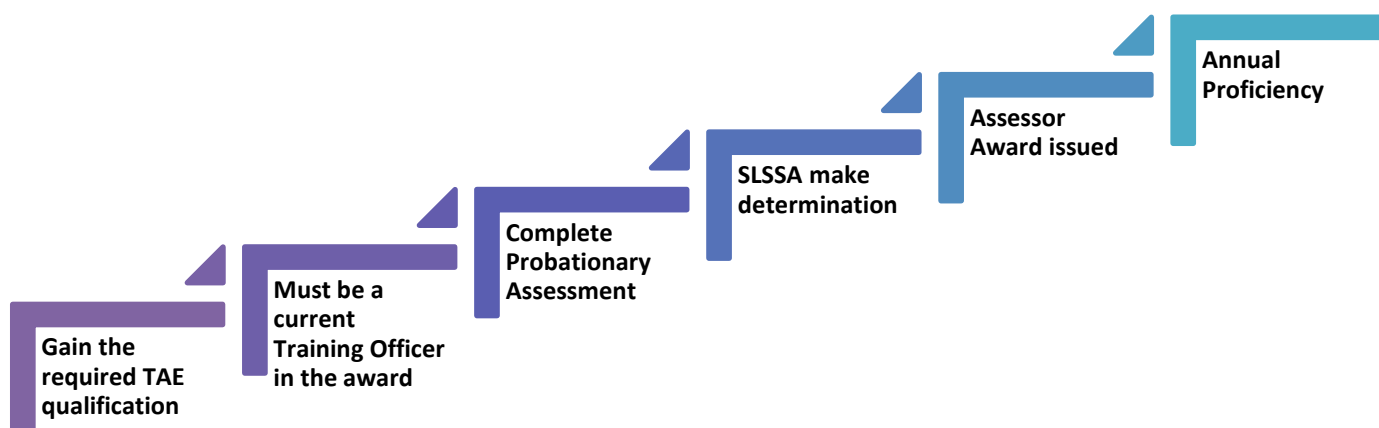 Gain the
required TAE
qualification
Must be a
current
Training Officer
in the award
Complete
Probationary
Assessment
SLSSA make
determination
Assessor
Award issued
Annual
Proficiency